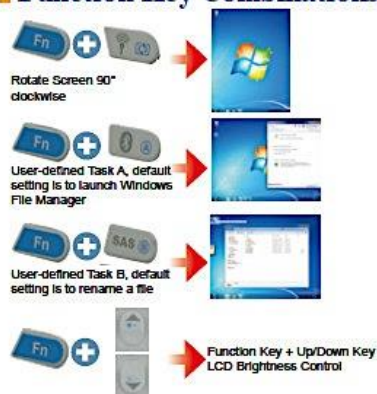 Function Key Combinations
Fn
Rotate Screen 90°
clockwise
Fn
User-defined Task A, default
setting is to launch Windows
File Manager
Fn SAS
User-defined Task B, default
setting is to rename a file
Fn
Function Key + Up/Down Key
LCD Brightness Control